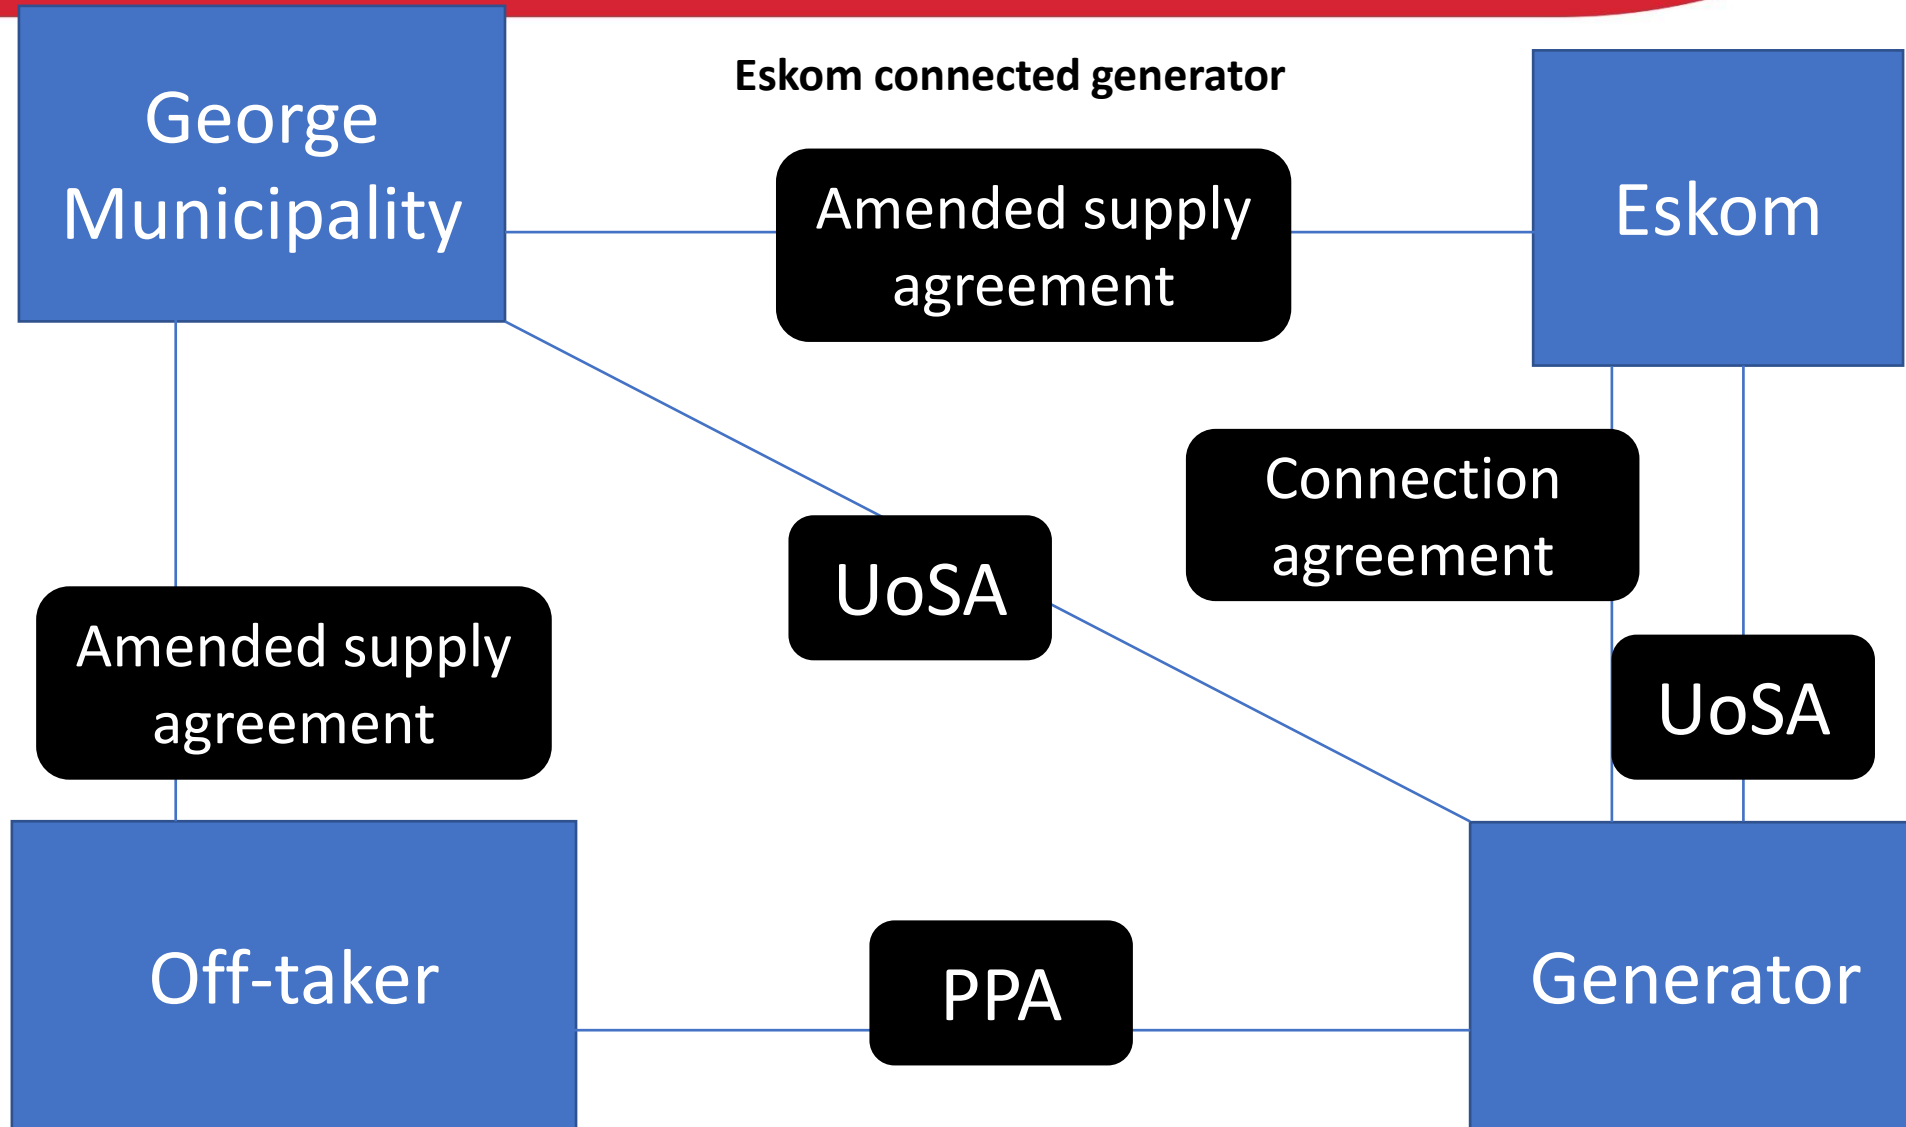 Eskom connected generator
George
Municipality
Amended supply
agreement
Eskom
Connection
agreement
UoSA
Amended supply
agreement
UoSA
Off-taker
PPA
Generator